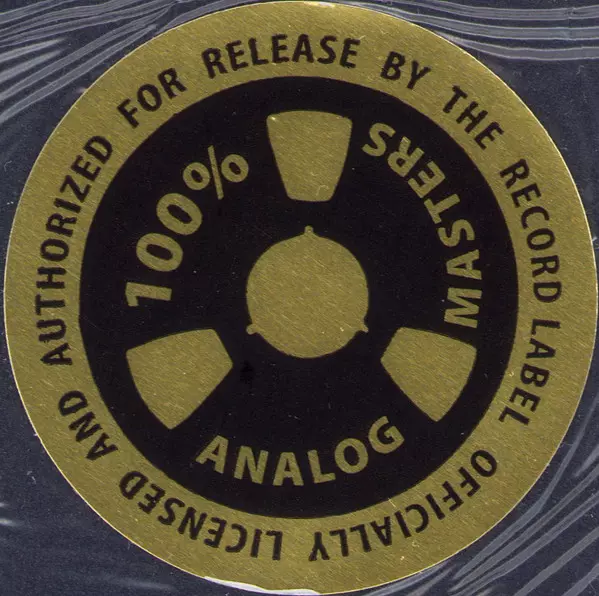 OFFICIALLY LICENSED AND AUTHORIZED FOR RELEASE BY THE RECORD LABEL
100%
ANALOG
MASTERS